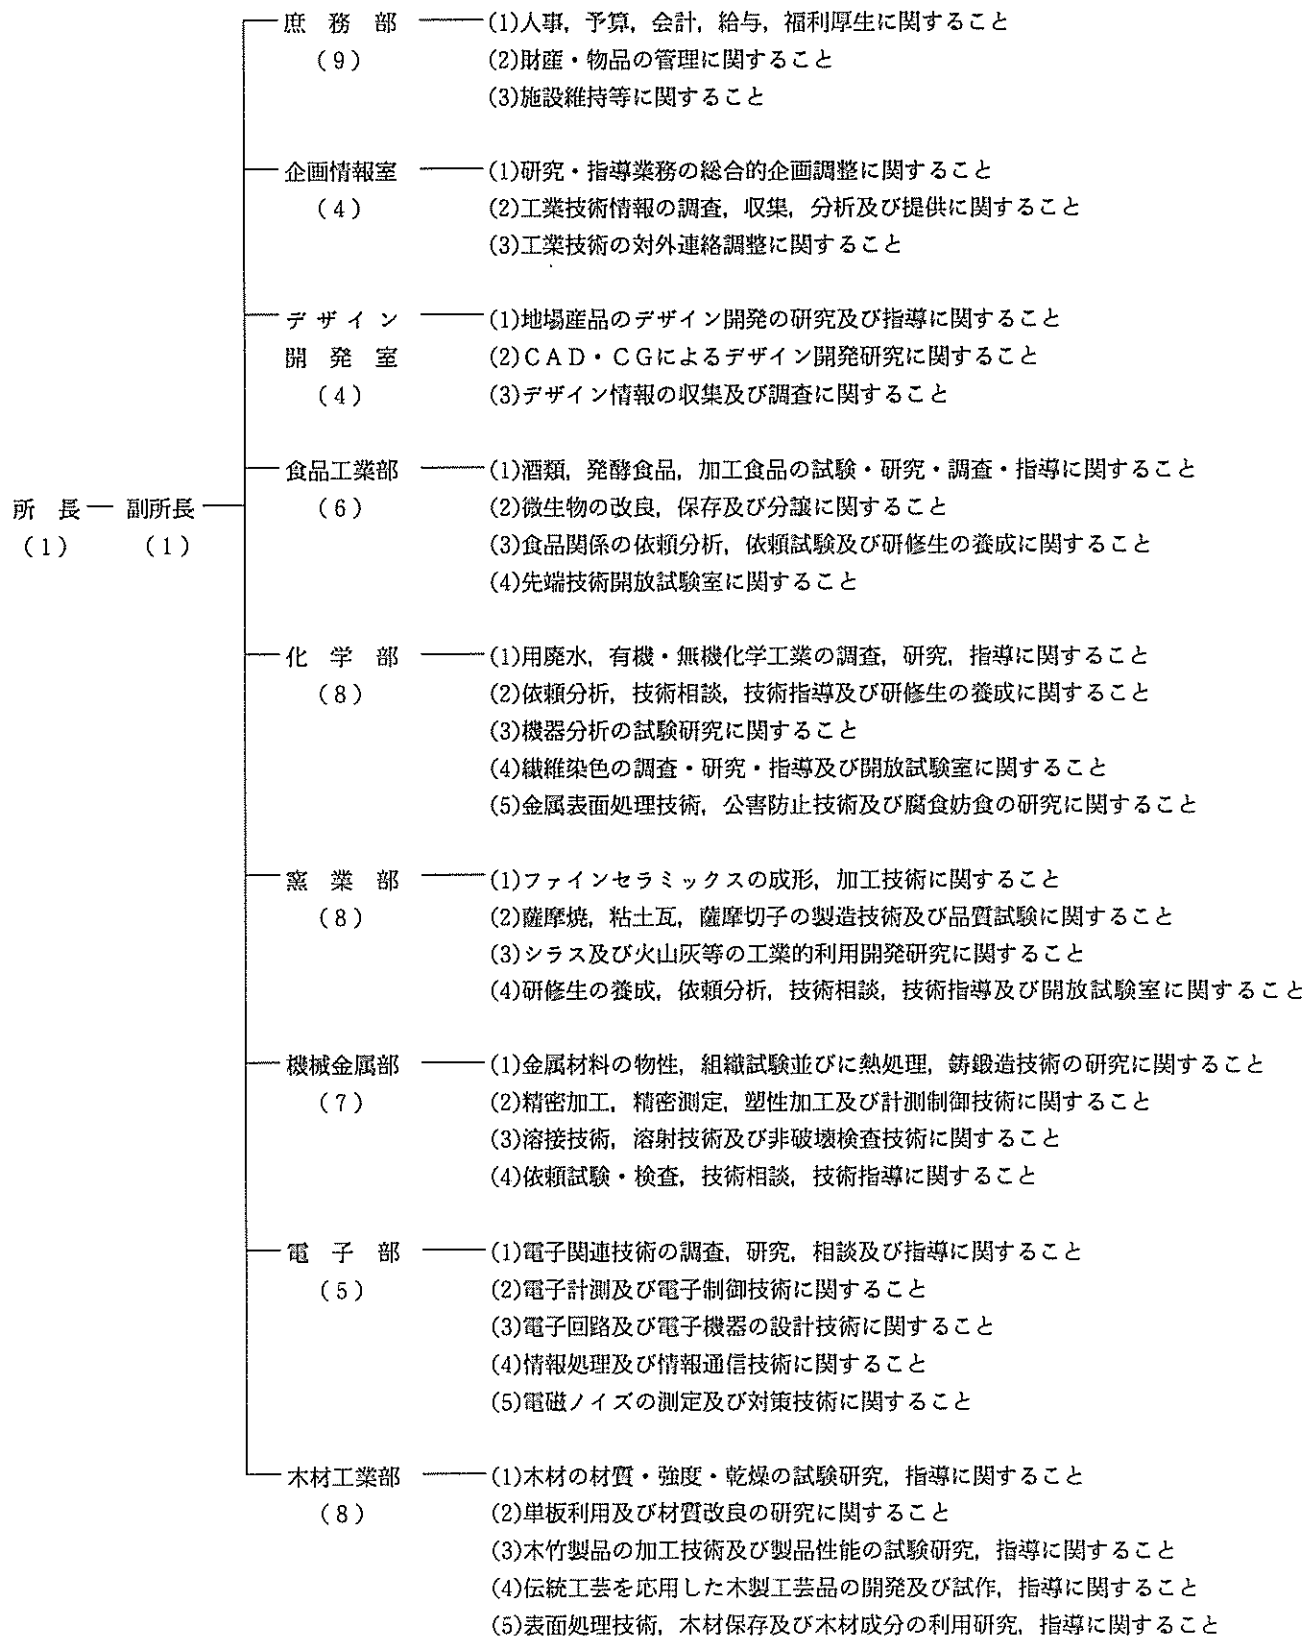 庶務部 (1)人事，予算，会計，給与，福利厚生に関すること
(9) (2)財産・物品の管理に関すること
(3)施設維持等に関すること
企画情報室 (1)研究・指導業務の総合的企画調整に関すること
(4) (2)工業技術情報の調査，収集，分析及び提供に関すること
(3)工業技術の対外連絡調整に関すること
デザイン (1)地場産品のデザイン開発の研究及び指導に関すること
開発室 (2)CAD・CGによるデザイン開発研究に関すること
(4) (3)デザイン情報の収集及び調査に関すること
食品工業部 (1)酒類，発酵食品，加工食品の試験・研究・調査・指導に関すること
所長 副所長 (6) (2)微生物の改良，保存及び分譲に関すること
(1) (1) (3)食品関係の依頼分析，依頼試験及び研修生の養成に関すること
(4)先端技術開放試験室に関すること
化学部 (1)用廃水，有機・無機化学工業の調査，研究，指導に関すること
(8) (2)依頼分析，技術相談，技術指導及び研修生の養成に関すること
(3)機器分析の試験研究に関すること
(4)繊維染色の調査・研究・指導及び開放試験室に関すること
(5)金属表面処理技術，公害防止技術及び腐食妨食の研究に関すること
窯業部 (1)ファインセラミックスの成形，加工技術に関すること
(8) (2)薩摩焼，粘土瓦，薩摩切子の製造技術及び品質試験に関すること
(3)シラス及び火山灰等の工業的利用開発研究に関すること
(4)研修生の養成，依頼分析，技術相談，技術指導及び開放試験室に関すること
機械金属部 (1)金属材料の物性，組織試験並びに熱処理，鋳鍛造技術の研究に関すること
(7) (2)精密加工，精密測定，塑性加工及び計測制御技術に関すること
(3)溶接技術，溶射技術及び非破壊検査技術に関すること
(4)依頼試験・検査，技術相談，技術指導に関すること
電子部 (1)電子関連技術の調査，研究，相談及び指導に関すること
(5) (2)電子計測及び電子制御技術に関すること
(3)電子回路及び電子機器の設計技術に関すること
(4)情報処理及び情報通信技術に関すること
(5)電磁ノイズの測定及び対策技術に関すること
木材工業部 (1)木材の材質・強度・乾燥の試験研究，指導に関すること
(8) (2)単板利用及び材質改良の研究に関すること
(3)木竹製品の加工技術及び製品性能の試験研究，指導に関すること
(4)伝統工芸を応用した木製工芸品の開発及び試作，指導に関すること
(5)表面処理技術，木材保存及び木材成分の利用研究，指導に関すること